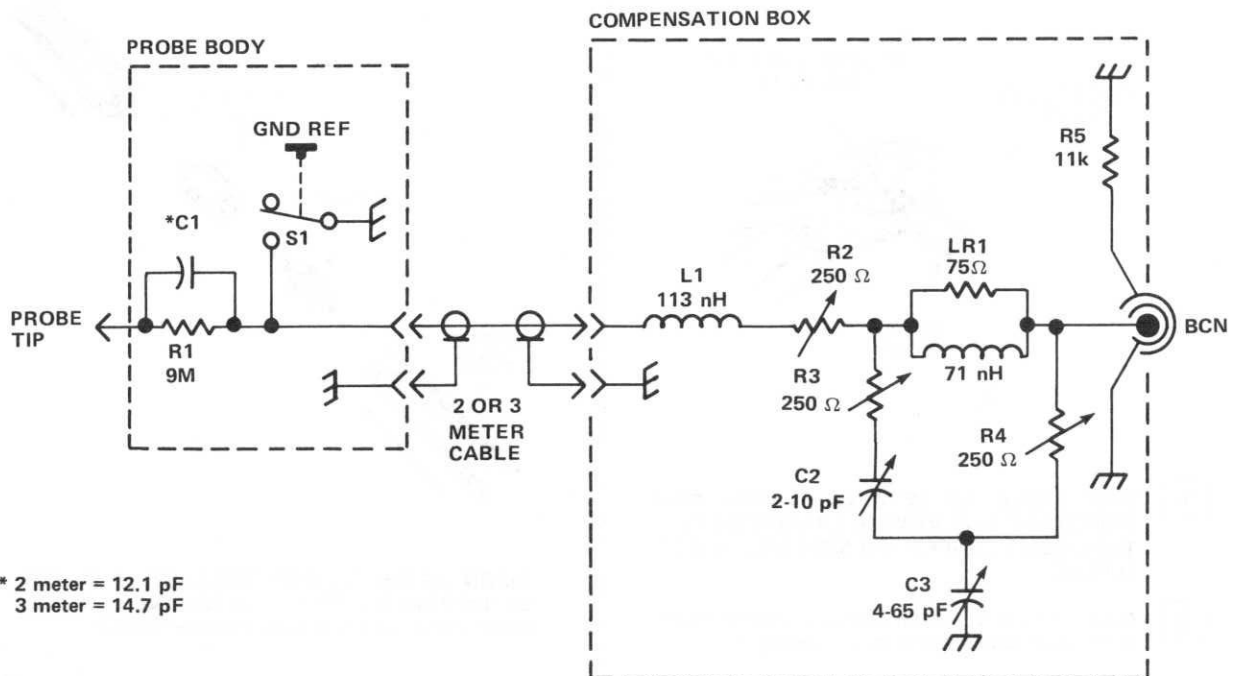 COMPENSATION BOX
PROBE BODY
GND REF
S1
*C1
R1
9M
PROBE
TIP
2 OR 3
METER
CABLE
L1
113 nH
R2
250 Ω
LR1
75Ω
71 nH
R3
250 Ω
C2
2-10 pF
R4
250 Ω
C3
4-65 pF
R5
11k
BCN
* 2 meter = 12.1 pF
3 meter = 14.7 pF